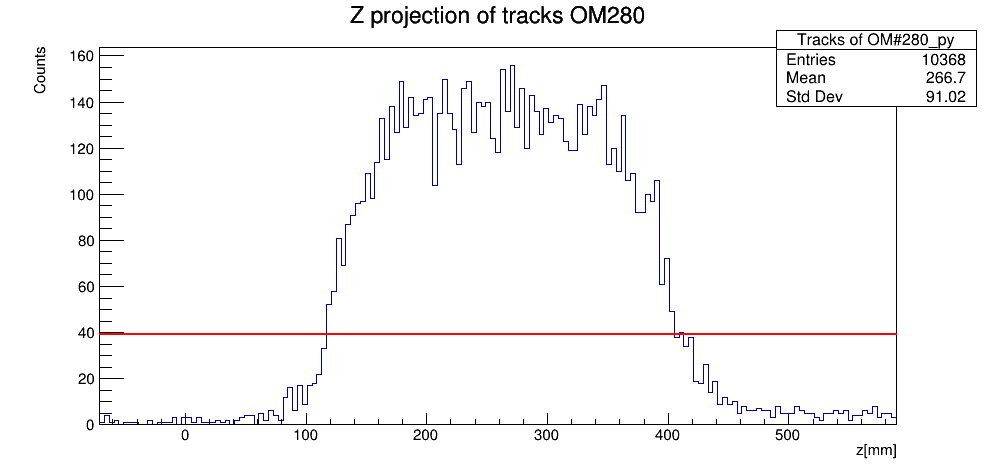 Z projection of tracks OM280
Tracks of OM#280_py
Entries 10368
Mean 266.7
Std Dev 91.02
Counts
160
140
120
100
80
60
40
20
0
0 100 200 300 400 500
z[mm]